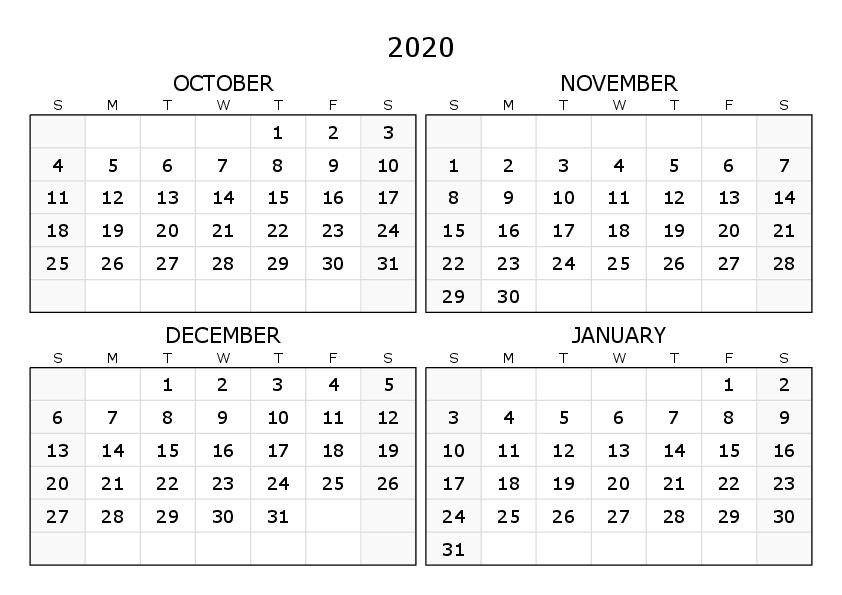 2020
OCTOBER
S M T W T F S
1 2 3
4 5 6 7 8 9 10
11 12 13 14 15 16 17
18 19 20 21 22 23 24
25 26 27 28 29 30 31
NOVEMBER
S M T W T F S
1 2 3 4 5 6 7
8 9 10 11 12 13 14
15 16 17 18 19 20 21
22 23 24 25 26 27 28
29 30
DECEMBER
S M T W T F S
1 2 3 4 5
6 7 8 9 10 11 12
13 14 15 16 17 18 19
20 21 22 23 24 25 26
27 28 29 30 31
JANUARY
S M T W T F S
1 2
3 4 5 6 7 8 9
10 11 12 13 14 15 16
17 18 19 20 21 22 23
24 25 26 27 28 29 30
31